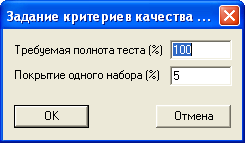 Задание критериев качества ...
Требуемая полнота теста (%) 100
Покрытие одного набора (%) 5
OK Отмена